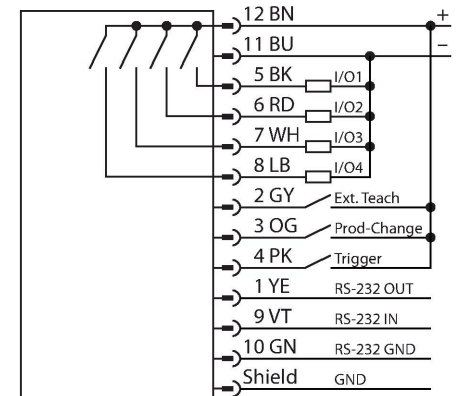 12 BN +
11 BU –
5 BK I/O1
6 RD I/O2
7 WH I/O3
8 LB I/O4
2 GY Ext. Teach
3 OG Prod-Change
4 PK Trigger
1 YE RS-232 OUT
9 VT RS-232 IN
10 GN RS-232 GND
Shield GND